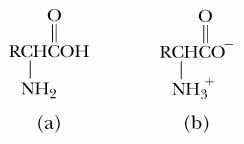 O O
RCHCOH RCHCO⁻
NH₂ NH₃⁺
(a) (b)